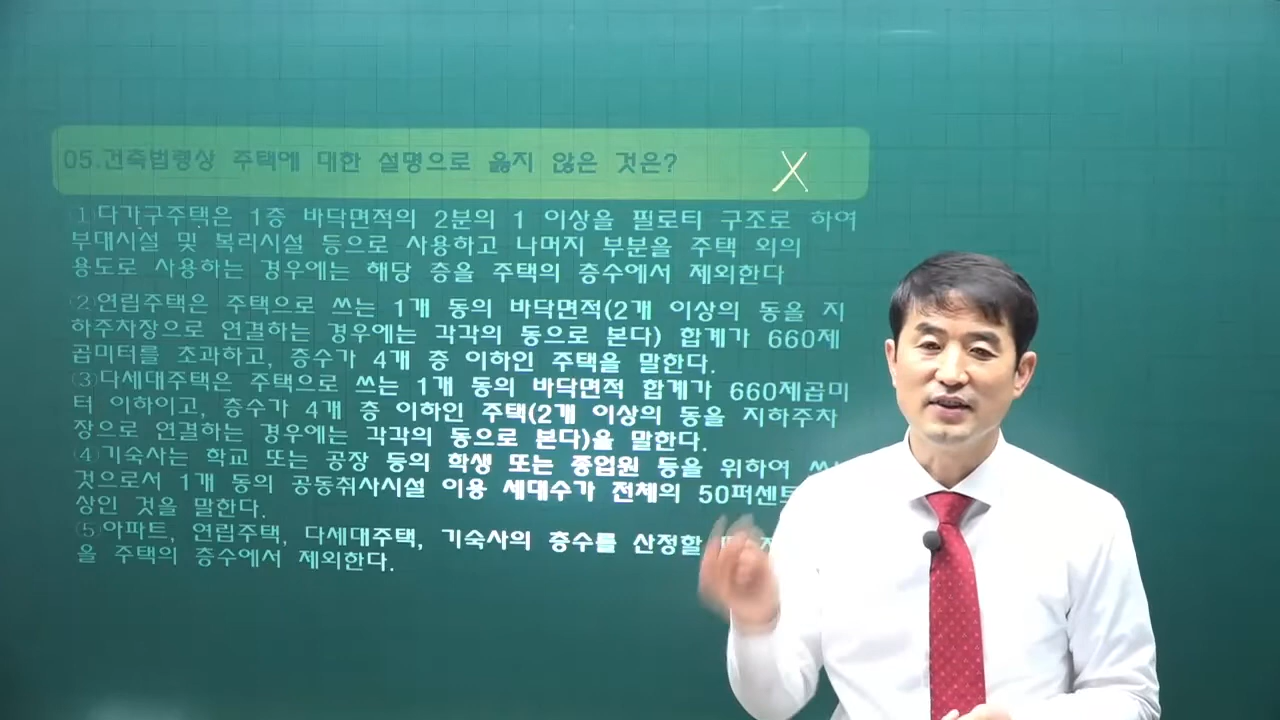 05.건축법령상 주택에 대한 설명으로 옳지 않은 것은? X
(1)다가구주택은 1층 바닥면적의 2분의 1 이상을 필로티 구조로 하여
부대시설 및 복리시설 등으로 사용하고 나머지 부분을 주택 외의
용도로 사용하는 경우에는 해당 층을 주택의 층수에서 제외한다
(2)연립주택은 주택으로 쓰는 1개 동의 바닥면적(2개 이상의 동을 지
하주차장으로 연결하는 경우에는 각각의 동으로 본다) 합계가 660제
곱미터를 초과하고, 층수가 4개 층 이하인 주택을 말한다.
(3)다세대주택은 주택으로 쓰는 1개 동의 바닥면적 합계가 660제곱미
터 이하이고, 층수가 4개 층 이하인 주택(2개 이상의 동을 지하주차
장으로 연결하는 경우에는 각각의 동으로 본다)을 말한다.
(4)기숙사는 학교 또는 공장 등의 학생 또는 종업원 등을 위하여
것으로서 1개 동의 공동취사시설 이용 세대수가 전체의 50퍼센트
상인 것을 말한다.
(5)아파트, 연립주택, 다세대주택, 기숙사의 층수를 산정할
을 주택의 층수에서 제외한다.